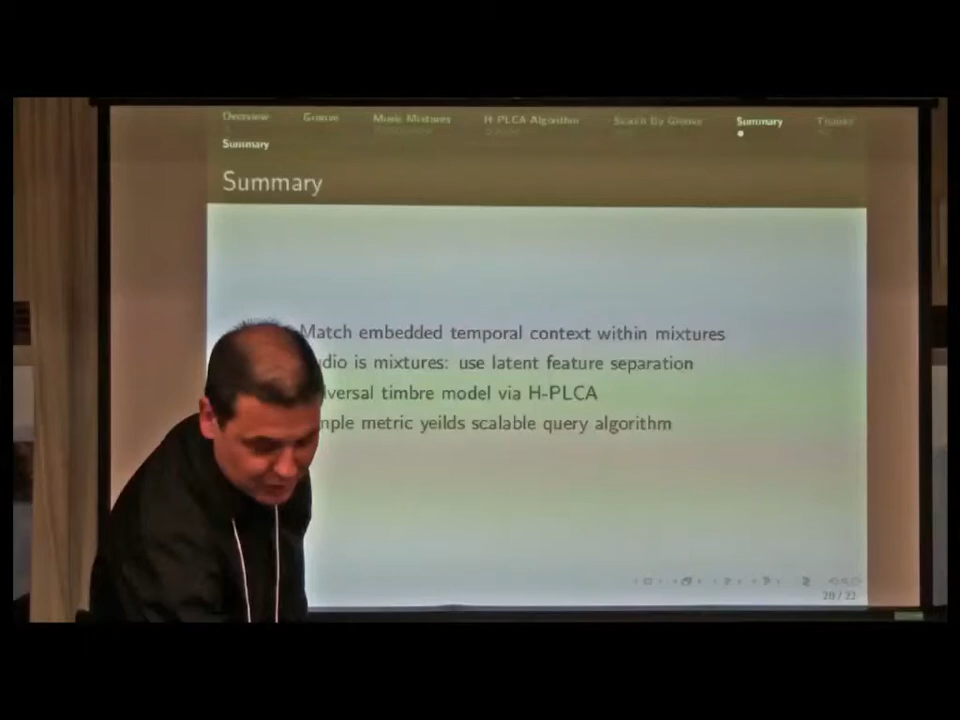 Overview Groove Music Mixtures H-PLCA Algorithm Search By Groove Summary Thanks
Summary
Summary
Match embedded temporal context within mixtures
udio is mixtures: use latent feature separation
versal timbre model via H-PLCA
mple metric yeilds scalable query algorithm
20 / 22